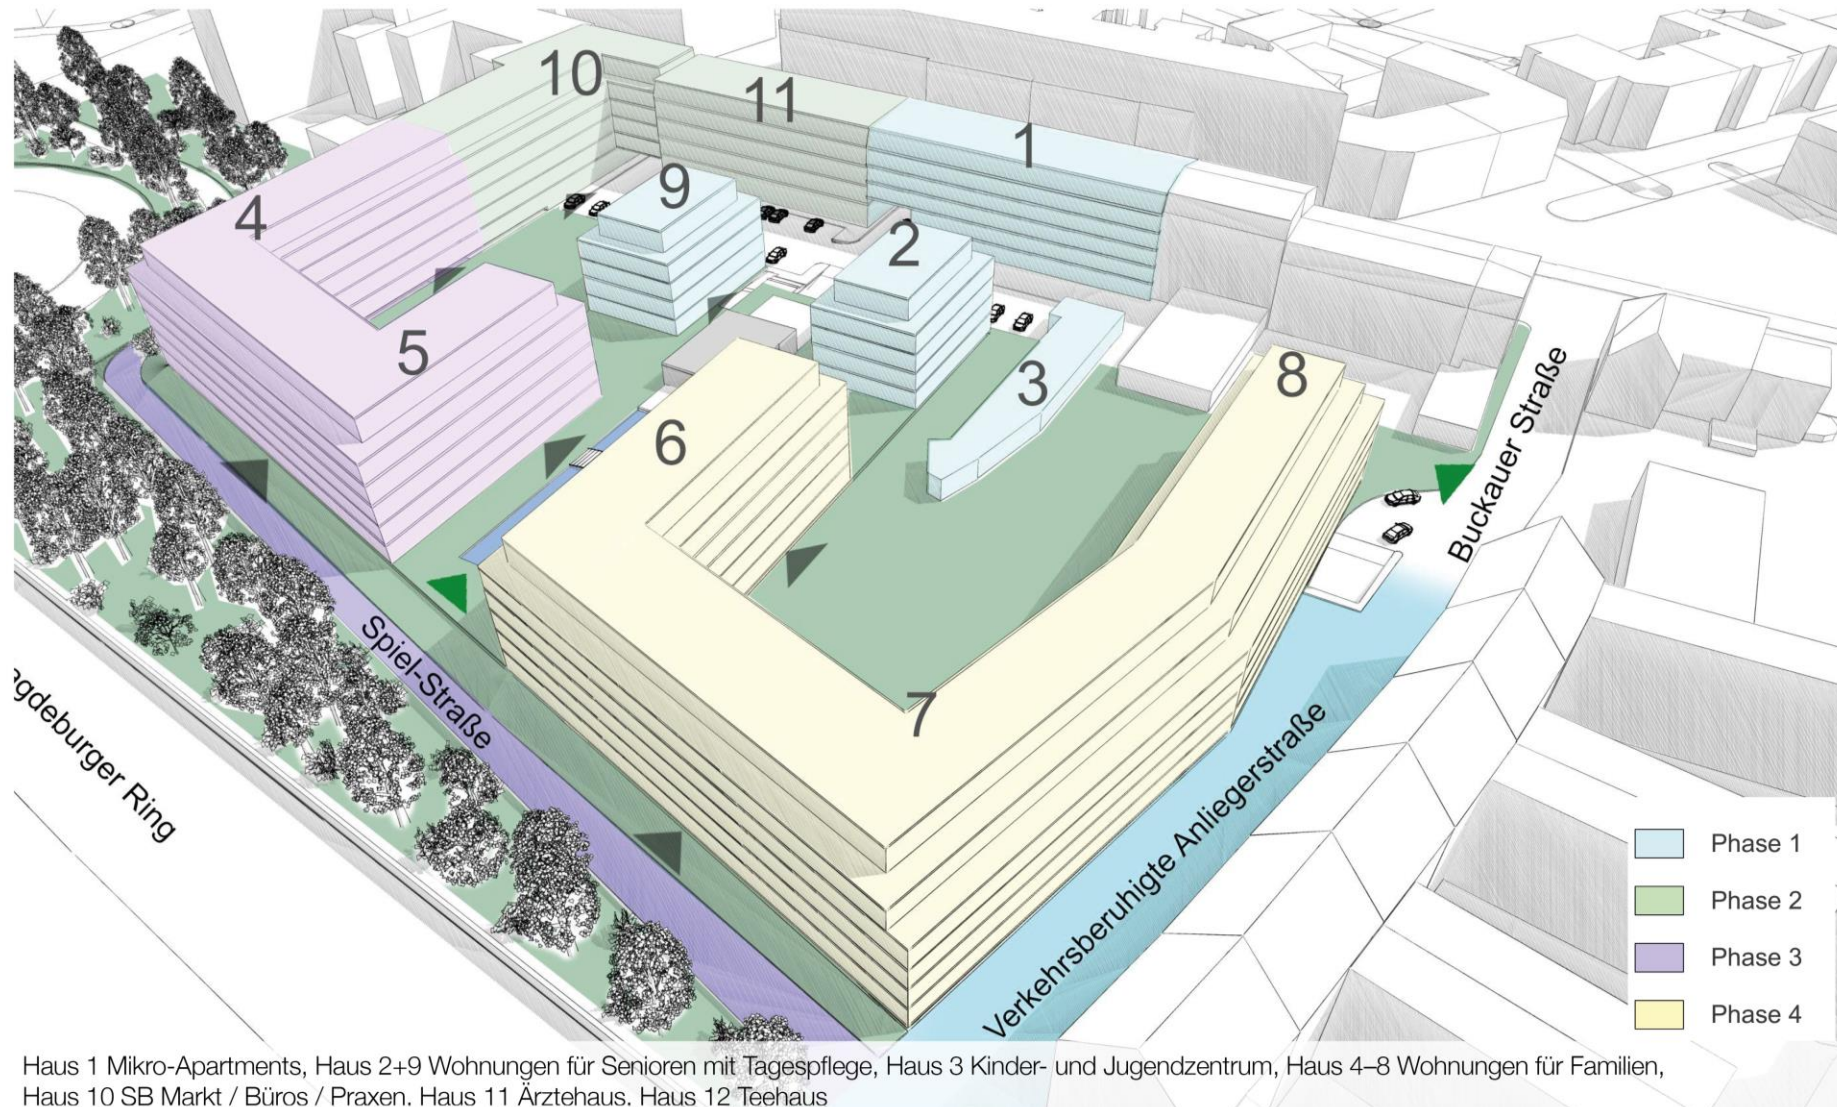 10
11
1
9
4
2
5
3
8
6
7
Buckauer Straße
Spiel-Straße
egdeburger Ring
Verkehrsberuhigte Anliegerstraße
Phase 1
Phase 2
Phase 3
Phase 4
Haus 1 Mikro-Apartments, Haus 2+9 Wohnungen für Senioren mit Tagespflege, Haus 3 Kinder- und Jugendzentrum, Haus 4–8 Wohnungen für Familien,
Haus 10 SB Markt / Büros / Praxen. Haus 11 Ärztehaus. Haus 12 Teehaus